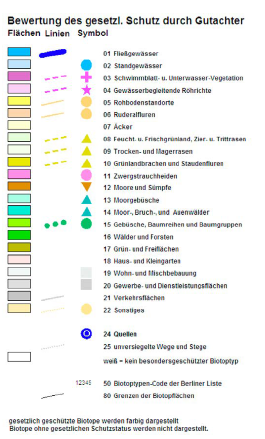 Bewertung des gesetzl. Schutz durch Gutachter
Flächen Linien Symbol
01 Fließgewässer
02 Standgewässer
03 Schwimmblatt- u. Unterwasser-Vegetation
04 Gewässerbegleitende Röhrichte
05 Rohbodenstandorte
06 Ruderalfluren
07 Äcker
08 Feucht. u. Frischgrünland, Zier. u. Trittrasen
09 Trocken- und Magerrasen
10 Grünlandbrachen und Staudenfluren
11 Zwergstrauchheiden
12 Moore und Sümpfe
13 Moorgebüsche
14 Moor-, Bruch-, und Auenwälder
15 Gebüsche, Baumreihen und Baumgruppen
16 Wälder und Forsten
17 Grün- und Freiflächen
18 Haus- und Kleingarten
19 Wohn- und Mischbebauung
20 Gewerbe- und Dienstleistungsflächen
21 Verkehrsflächen
22 Sonstiges
24 Quellen
25 unversiegelte Wege und Stege
weiß = kein besondersgeschützter Biotoptyp
12345 50 Biotoptypen-Code der Berliner Liste
80 Grenzen der Biotopflächen
gesetzlich geschützte Biotope werden farbig dargestellt
Biotope ohne gesetzlichen Schutzstatus werden nicht dargestellt.